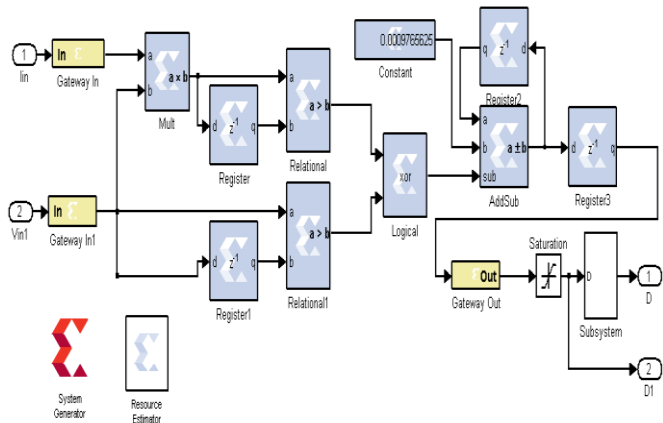 1
Iin
In
Gateway In
a
b
a × b
Mult
d
z-1
q
Register
a
b
a > b
Relational
0.0009765625
Constant
q
z-1
d
Register2
a
b
sub
a ± b
AddSub
d
z-1
q
Register3
xor
Logical
2
Vin1
In
Gateway In1
d
z-1
q
Register1
a
b
a > b
Relational1
Out
Gateway Out
Saturation
D
Subsystem
1
D
2
D1
System
Generator
Resource
Estimator